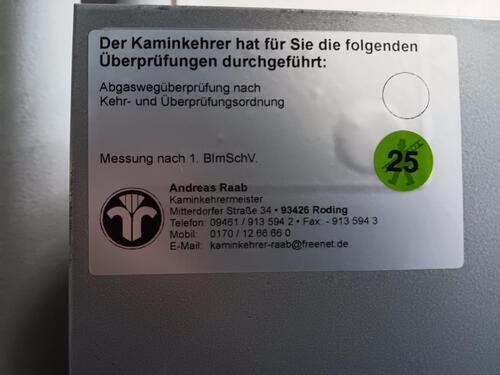 Der Kaminkehrer hat für Sie die folgenden
Überprüfungen durchgeführt:
Abgaswegüberprüfung nach
Kehr- und Überprüfungsordnung
Messung nach 1. BImSchV.
25
Andreas Raab
Kaminkehrermeister
Mitterdorfer Straße 34 • 93426 Roding
Telefon: 09461 / 913 594 2 • Fax: - 913 594 3
Mobil: 0170 / 12 66 66 0
E-Mail: kaminkehrer-raab@freenet.de